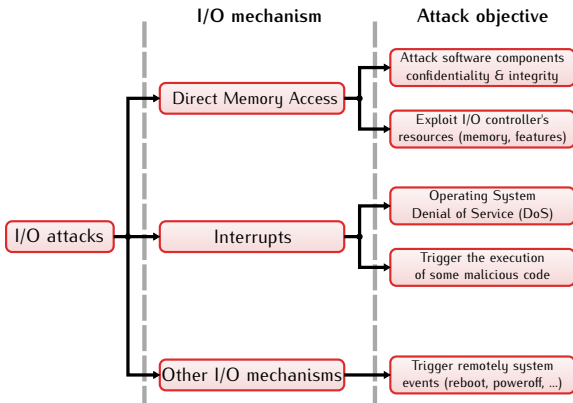 I/O mechanism
Attack objective
Attack software components
confidentiality & integrity
Direct Memory Access
Exploit I/O controller's
resources (memory, features)
Operating System
Denial of Service (DoS)
I/O attacks
Interrupts
Trigger the execution
of some malicious code
Other I/O mechanisms
Trigger remotely system
events (reboot, poweroff, ...)